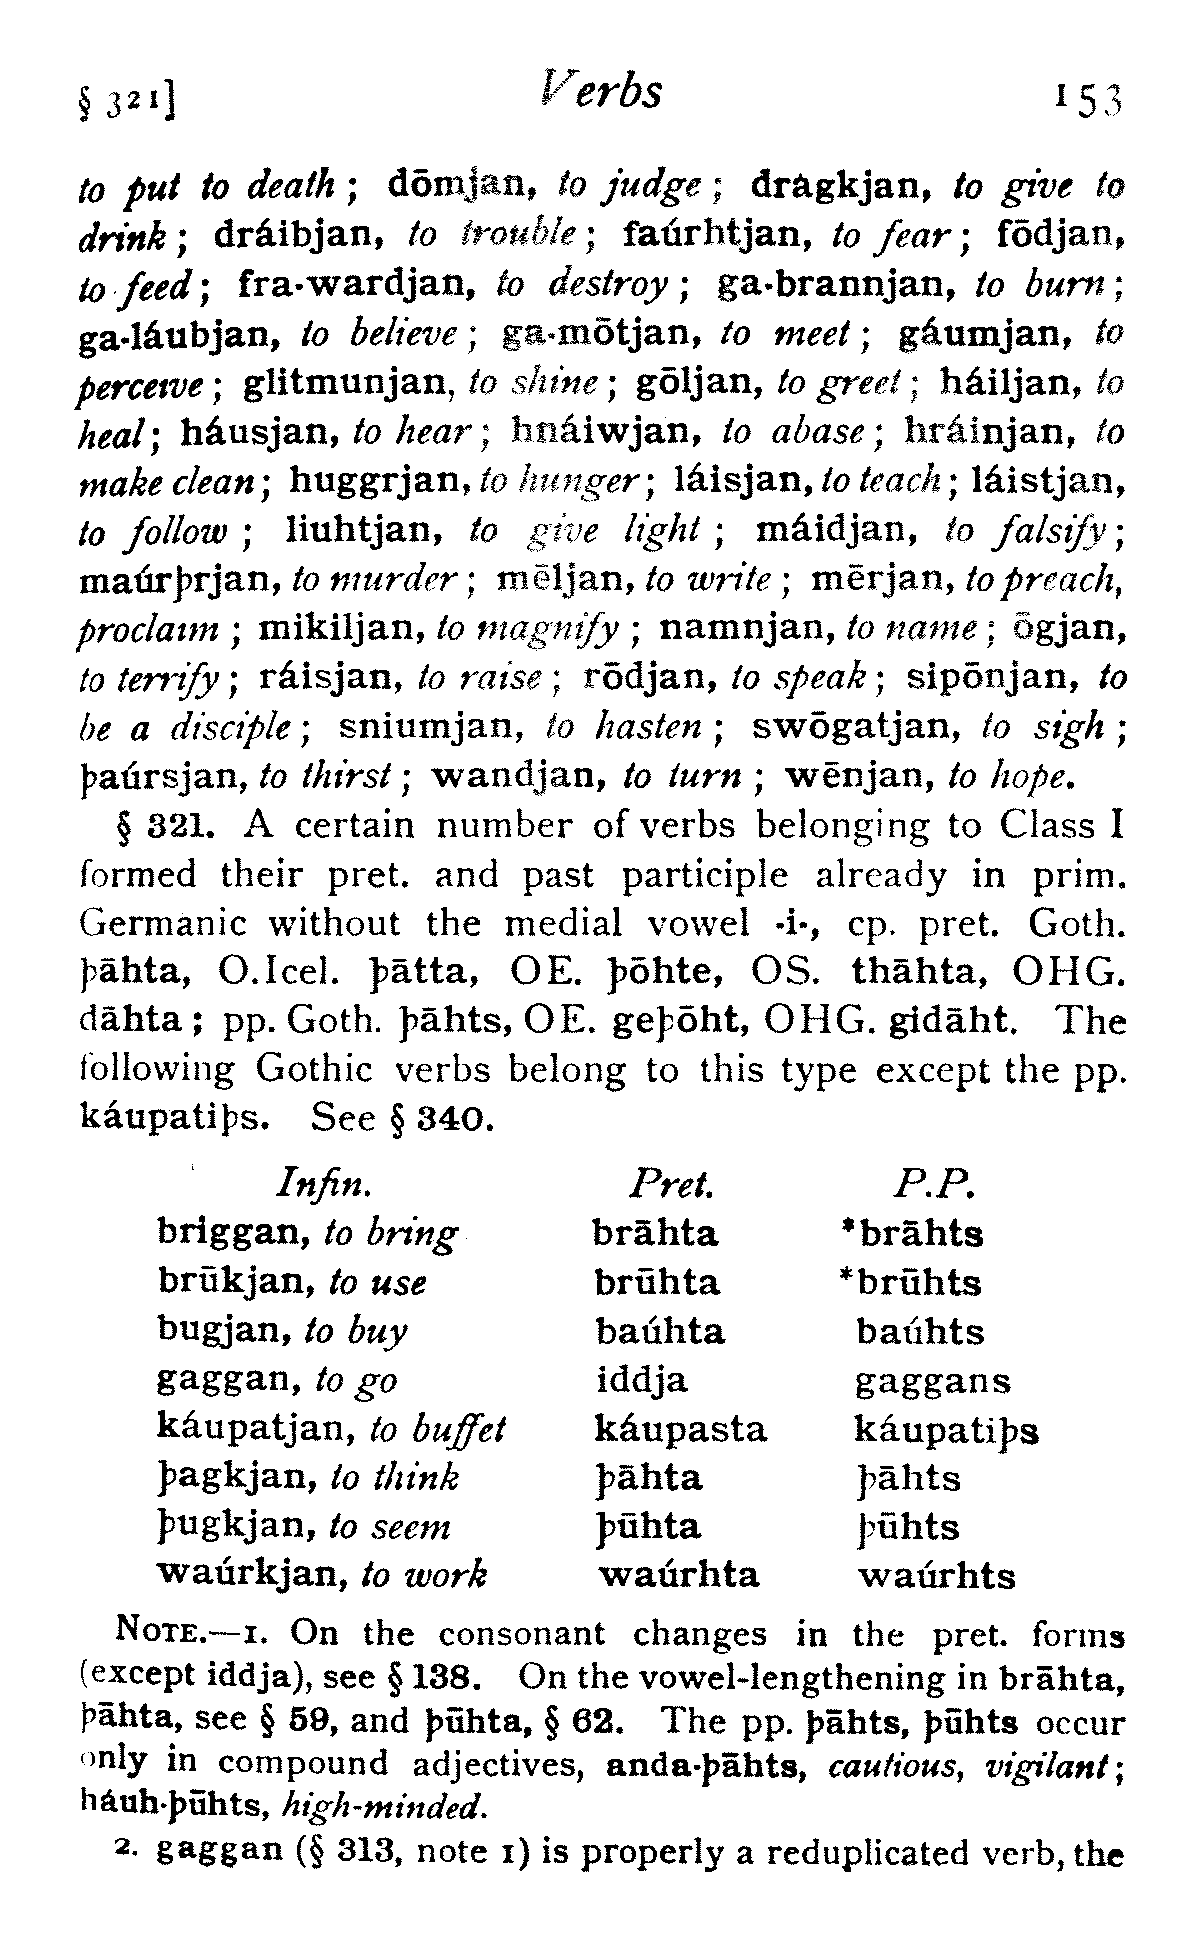 § 321] Verbs 153
to put to death ; dōmjan, to judge ; dragkjan, to give to
drink ; dráibjan, to trouble ; faúrhtjan, to fear ; fōdjan,
to feed ; fra·wardjan, to destroy ; ga·brannjan, to burn ;
ga·láubjan, to believe ; ga·mōtjan, to meet ; gáumjan, to
perceive ; glitmunjan, to shine ; gōljan, to greet ; háiljan, to
heal ; háusjan, to hear ; hnáiwjan, to abase ; hráinjan, to
make clean ; huggrjan, to hunger ; láisjan, to teach ; láistjan,
to follow ; liuhtjan, to give light ; máidjan, to falsify ;
maúrþrjan, to murder ; mēljan, to write ; mērjan, to preach,
proclaim ; mikiljan, to magnify ; namnjan, to name ; ōgjan,
to terrify ; ráisjan, to raise ; rōdjan, to speak ; sipōnjan, to
be a disciple ; sniumjan, to hasten ; swōgatjan, to sigh ;
þaúrsjan, to thirst ; wandjan, to turn ; wēnjan, to hope.
§ 321. A certain number of verbs belonging to Class I
formed their pret. and past participle already in prim.
Germanic without the medial vowel -i-, cp. pret. Goth.
þāhta, O.Icel. þātta, OE. þōhte, OS. thāhta, OHG.
dāhta ; pp. Goth. þāhts, OE. geþōht, OHG. gidāht. The
following Gothic verbs belong to this type except the pp.
káupatiþs. See § 340.
Infin. Pret. P.P.
briggan, to bring brāhta *brāhts
brūkjan, to use brūhta *brūhts
bugjan, to buy baúhta baúhts
gaggan, to go iddja gaggans
káupatjan, to buffet káupasta káupatiþs
þagkjan, to think þāhta þāhts
þugkjan, to seem þūhta þūhts
waúrkjan, to work waúrhta waúrhts
NOTE.—1. On the consonant changes in the pret. forms
(except iddja), see § 138. On the vowel-lengthening in brāhta,
þāhta, see § 59, and þūhta, § 62. The pp. þāhts, þūhts occur
only in compound adjectives, anda·þāhts, cautious, vigilant ;
háuh·þūhts, high-minded.
2. gaggan (§ 313, note 1) is properly a reduplicated verb, the